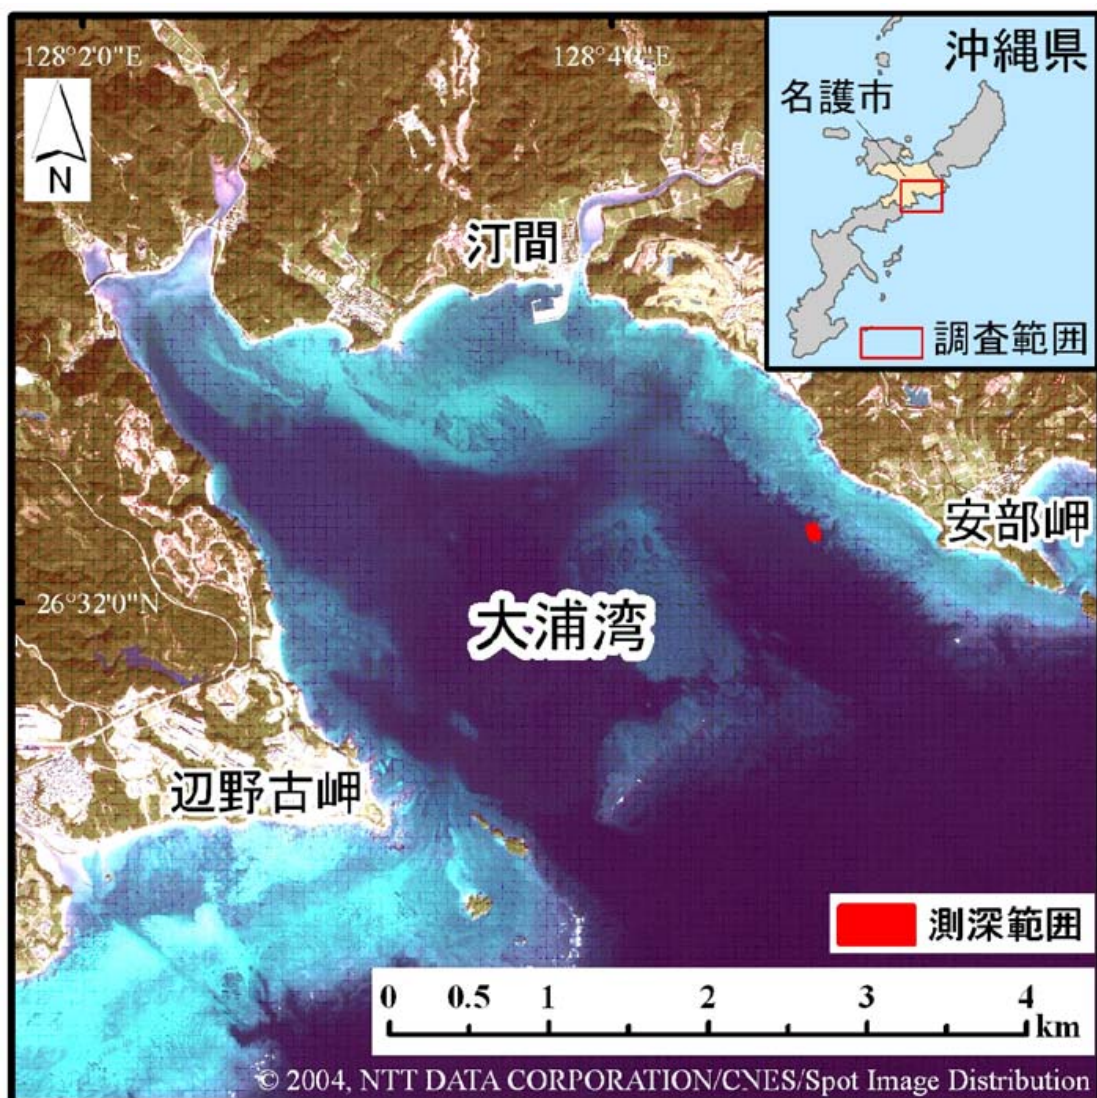 128°2'0"E
128°4'0"E
沖縄県
名護市
N
汀間
調査範囲
安部岬
26°32'0"N
大浦湾
辺野古岬
測深範囲
0 0.5 1 2 3 4
km
© 2004, NTT DATA CORPORATION/CNES/Spot Image Distribution